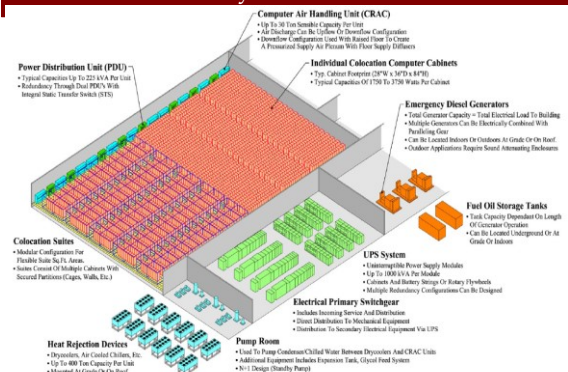 Computer Air Handling Unit (CRAC)
• Up To 30 Ton Sensible Capacity Per Unit
• Air Discharge Can Be Upflow Or Downflow Configuration
• Downflow Configuration Used With Raised Floor To Create
A Pressurized Supply Air Plenum With Floor Supply Diffusers
Power Distribution Unit (PDU)
• Typical Capacities Up To 225 kVA Per Unit
• Redundancy Through Dual PDU's With
Integral Static Transfer Switch (STS)
Individual Colocation Computer Cabinets
• Typ. Cabinet Footprint (28"W x 36"D x 84"H)
• Typical Capacities Of 1750 To 3750 Watts Per Cabinet
Emergency Diesel Generators
• Total Generator Capacity = Total Electrical Load To Building
• Multiple Generators Can Be Electrically Combined With
Paralleling Gear
• Can Be Located Indoors Or Outdoors At Grade Or On Roof.
• Outdoor Applications Require Sound Attenuating Enclosures
Fuel Oil Storage Tanks
• Tank Capacity Dependant On Length
Of Generator Operation
• Can Be Located Underground Or At
Grade Or Indoors
Colocation Suites
• Modular Configuration For
Flexible Suite Sq.Ft. Areas.
• Suites Consist Of Multiple Cabinets With
Secured Partitions (Cages, Walls, Etc.)
UPS System
• Uninterruptible Power Supply Modules
• Up To 1000 kVA Per Module
• Cabinets And Battery Strings Or Rotary Flywheels
• Multiple Redundancy Configurations Can Be Designed
Electrical Primary Switchgear
• Includes Incoming Service And Distribution
• Direct Distribution To Mechanical Equipment
• Distribution To Secondary Electrical Equipment Via UPS
Pump Room
• Used To Pump Condenser/Chilled Water Between Drycoolers And CRAC Units
• Additional Equipment Includes Expansion Tank, Glycol Feed System
• N+1 Design (Standby Pump)
Heat Rejection Devices
• Drycoolers, Air Cooled Chillers, Etc.
• Up To 400 Ton Capacity Per Unit
• Mounted At Grade Or On Roof